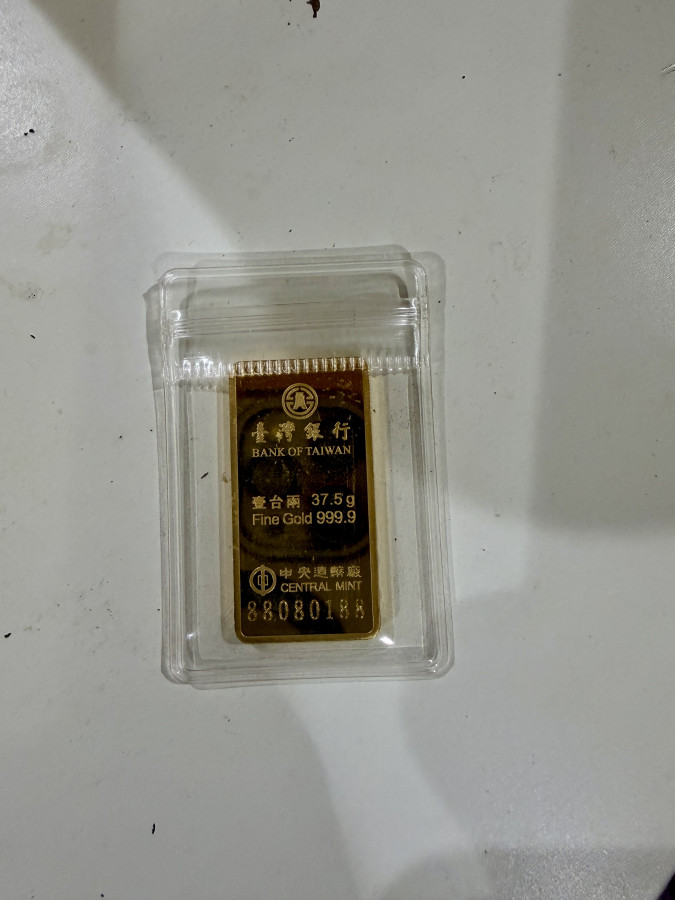 臺灣銀行
BANK OF TAIWAN
壹台兩 37.5g
Fine Gold 999.9
中央造幣廠
CENTRAL MINT
88080188